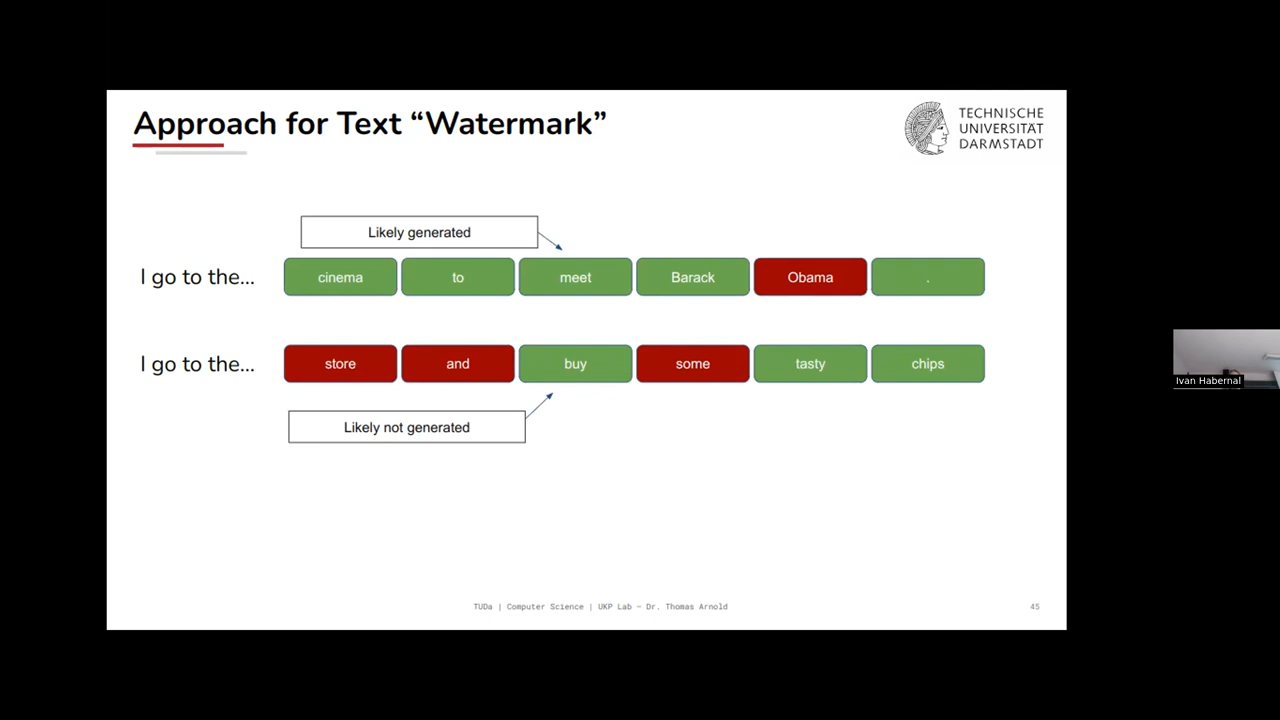 Approach for Text “Watermark”
TECHNISCHE
UNIVERSITÄT
DARMSTADT
Likely generated
I go to the... cinema to meet Barack Obama .
I go to the... store and buy some tasty chips
Likely not generated
Ivan Habernal
TUDa | Computer Science | UKP Lab – Dr. Thomas Arnold
45